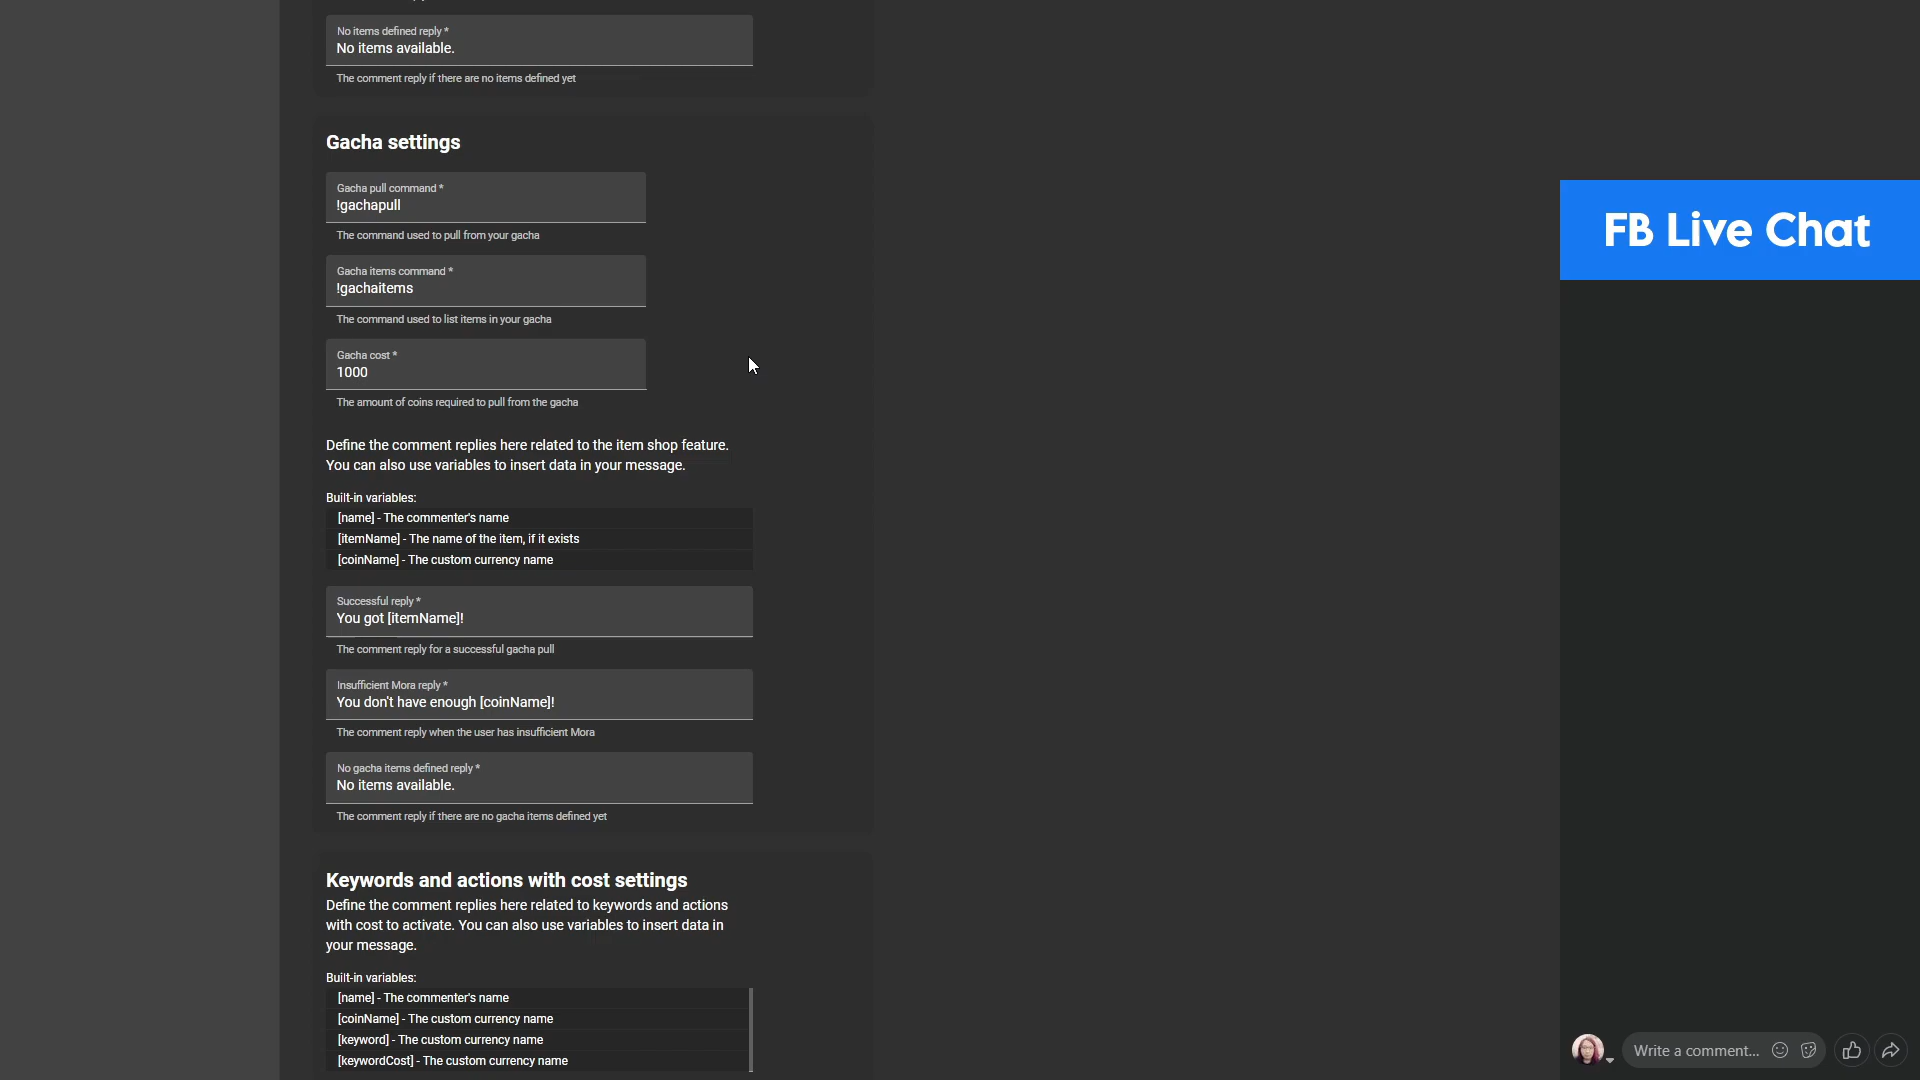 No items defined reply *
No items available.
The comment reply if there are no items defined yet
Gacha settings
Gacha pull command *
!gachapull
The command used to pull from your gacha
Gacha items command *
!gachaitems
The command used to list items in your gacha
Gacha cost *
1000
The amount of coins required to pull from the gacha
Define the comment replies here related to the item shop feature.
You can also use variables to insert data in your message.
Built-in variables:
[name] - The commenter's name
[itemName] - The name of the item, if it exists
[coinName] - The custom currency name
Successful reply *
You got [itemName]!
The comment reply for a successful gacha pull
Insufficient Mora reply *
You don't have enough [coinName]!
The comment reply when the user has insufficient Mora
No gacha items defined reply *
No items available.
The comment reply if there are no gacha items defined yet
Keywords and actions with cost settings
Define the comment replies here related to keywords and actions
with cost to activate. You can also use variables to insert data in
your message.
Built-in variables:
[name] - The commenter's name
[coinName] - The custom currency name
[keyword] - The custom currency name
[keywordCost] - The custom currency name
FB Live Chat
Write a comment...